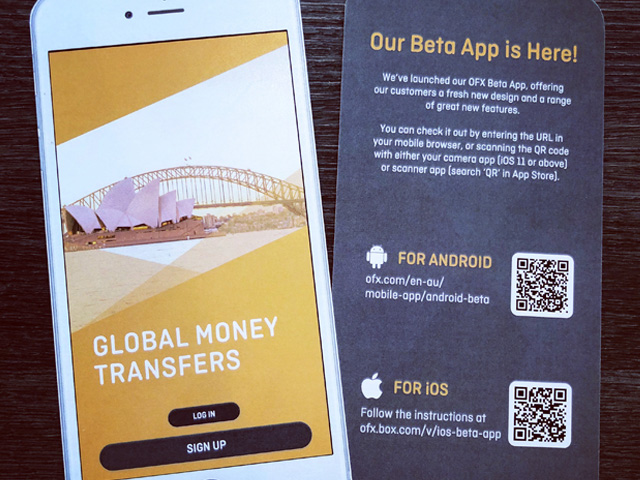 GLOBAL MONEY
TRANSFERS
LOG IN
SIGN UP
Our Beta App is Here!
We've launched our OFX Beta App, offering
our customers a fresh new design and a range
of great new features.
You can check it out by entering the URL in
your mobile browser, or scanning the QR code
with either your camera app (iOS 11 or above)
or scanner app (search 'QR' in App Store).
FOR ANDROID
ofx.com/en-au/
mobile-app/android-beta
FOR iOS
Follow the instructions at
ofx.box.com/v/ios-beta-app